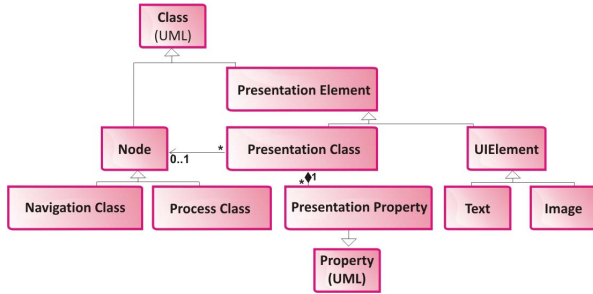 Class
(UML)
Presentation Element
Node
0..1
*
Presentation Class
UIElement
*
1
Navigation Class
Process Class
Presentation Property
Text
Image
Property
(UML)